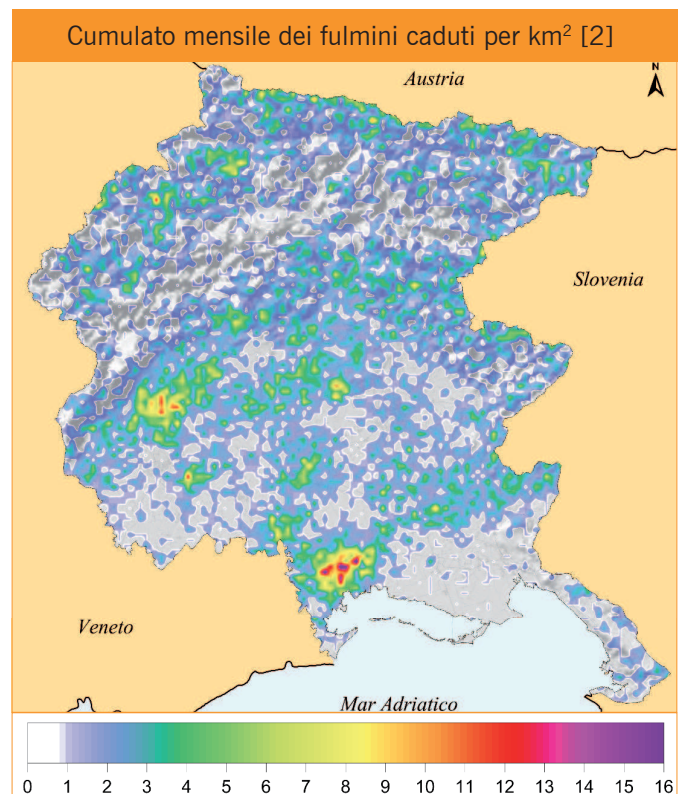 Cumulato mensile dei fulmini caduti per km² [2]
Austria
N
Slovenia
Veneto
Mar Adriatico
0 1 2 3 4 5 6 7 8 9 10 11 12 13 14 15 16